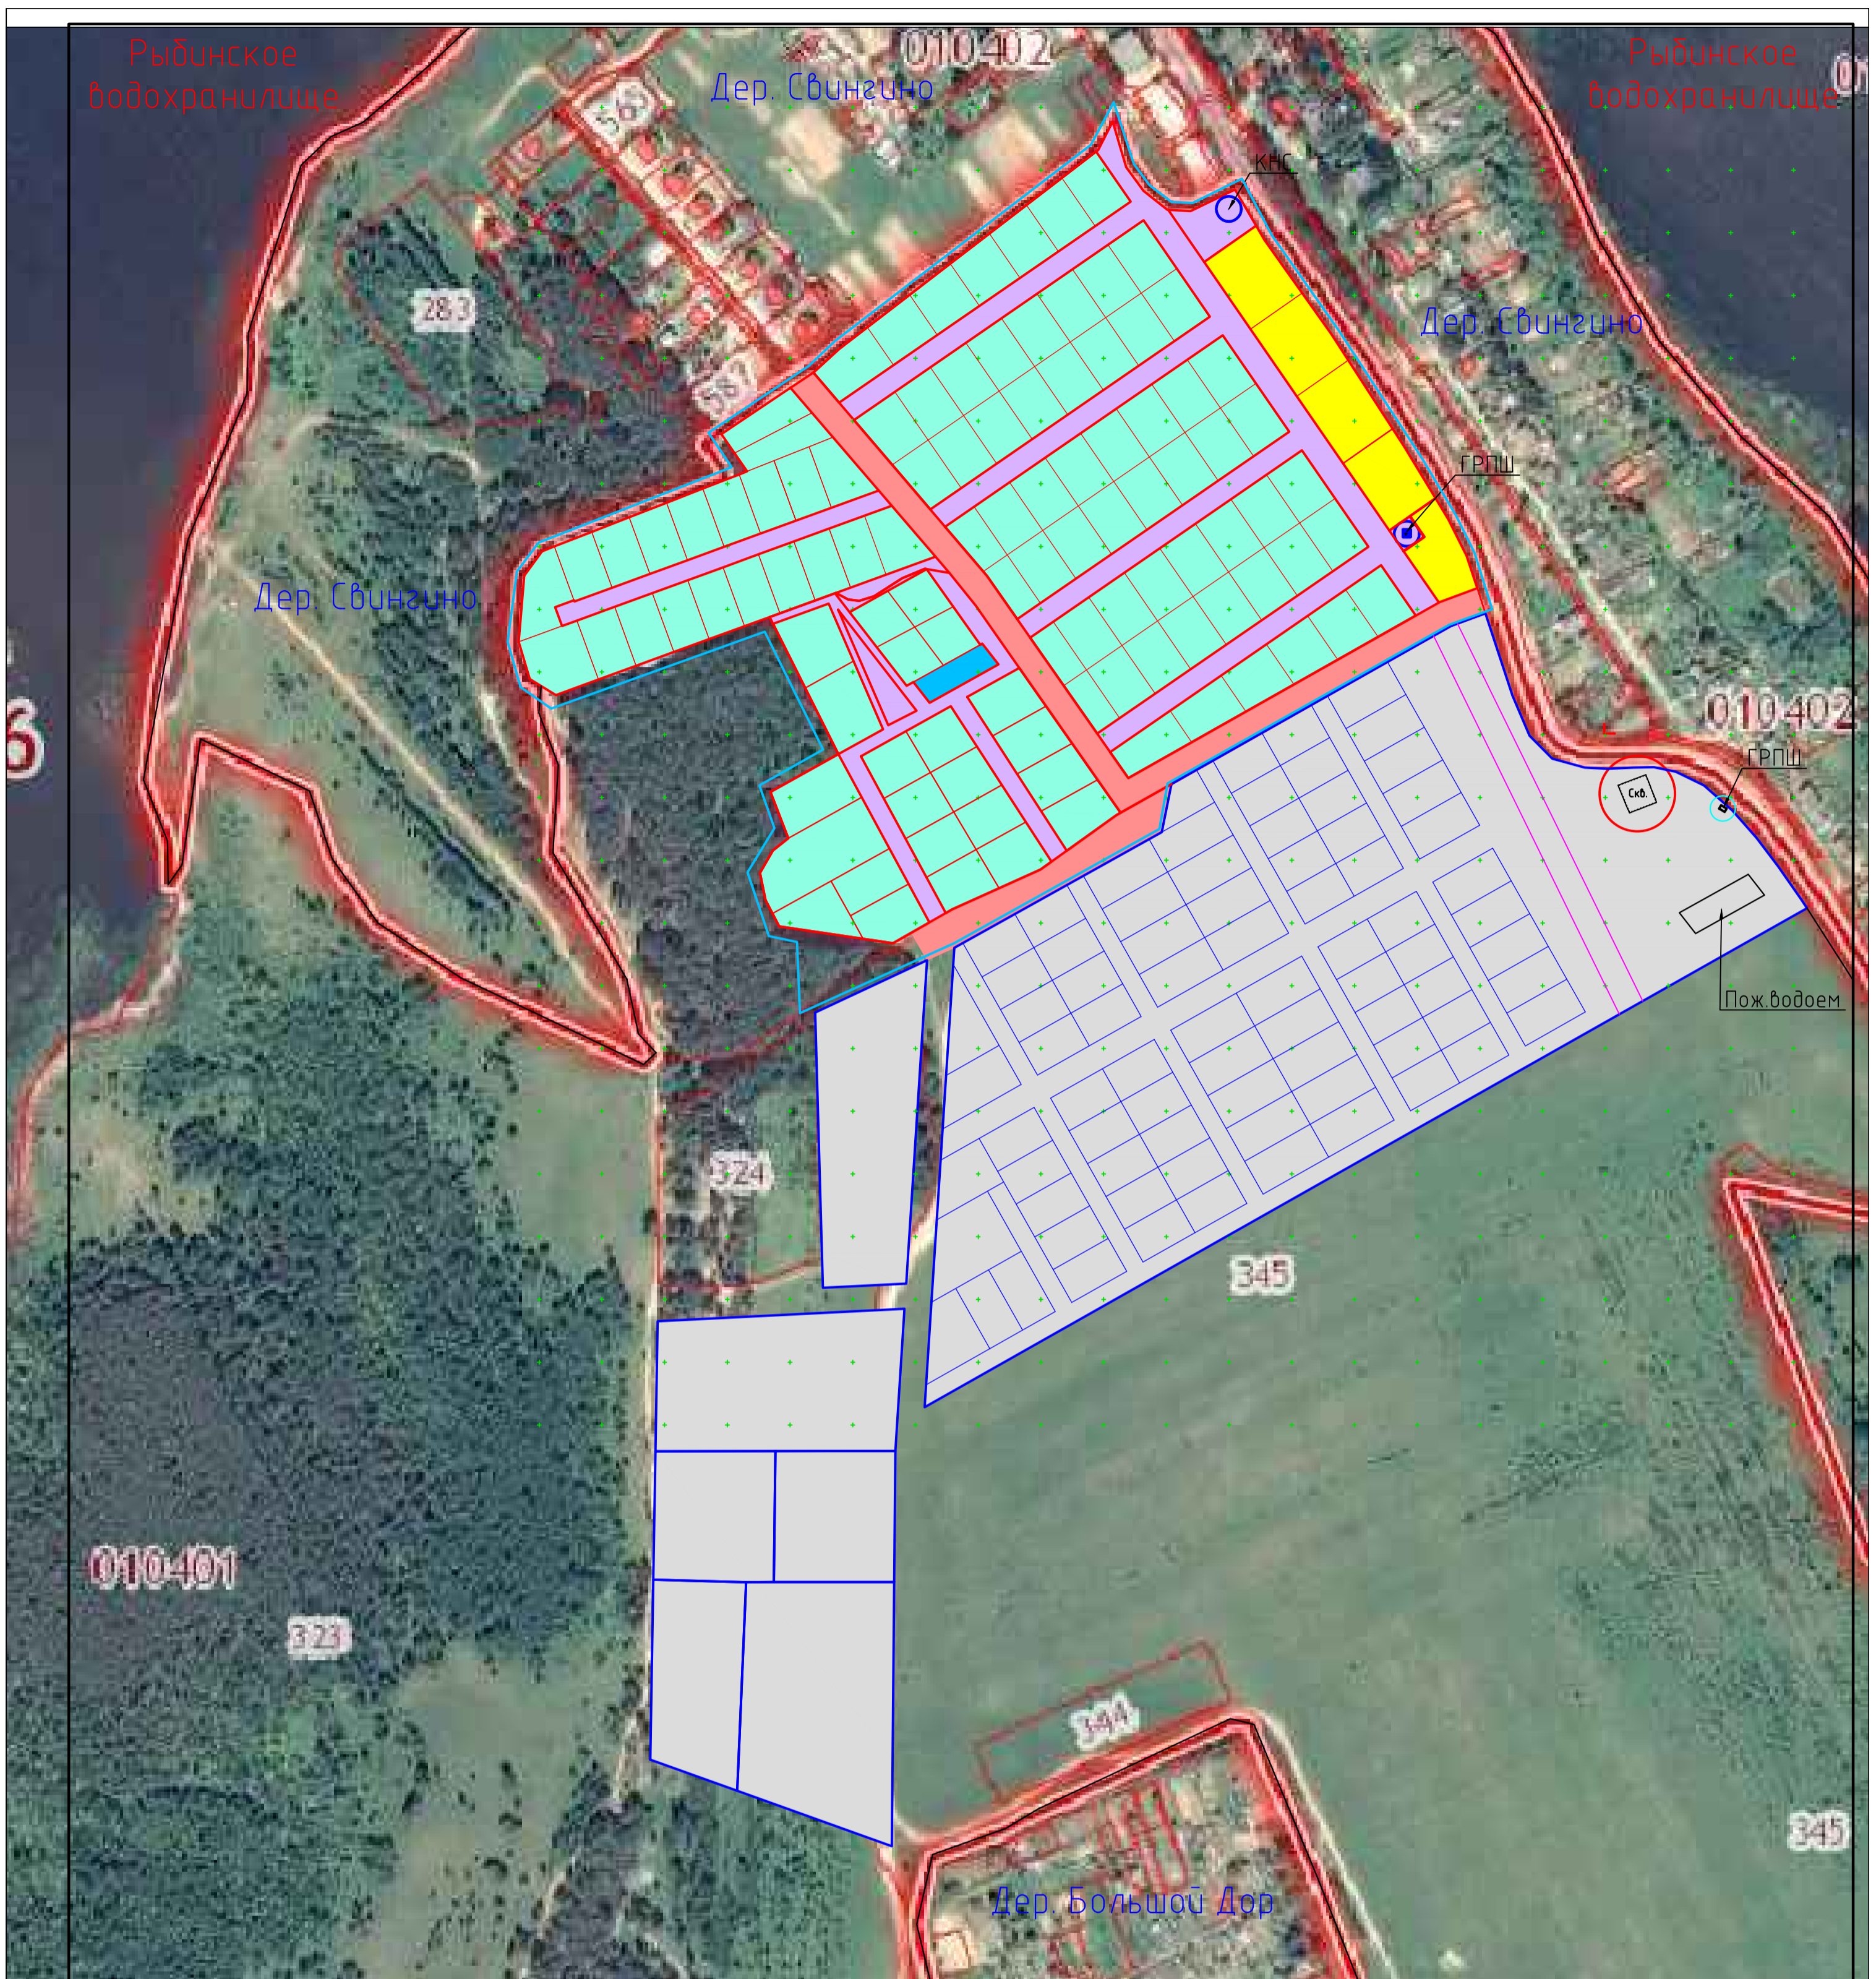 Рыбинское
водохранилище
Дер. Свингино
010402
Рыбинское
водохранилище
КНС
283
587
Дер. Свингино
ГРПШ
Дер. Свингино
6
010402
ГРПШ
Скв.
Пож.водоем
324
345
010401
323
344
345
Дер. Большой Дор